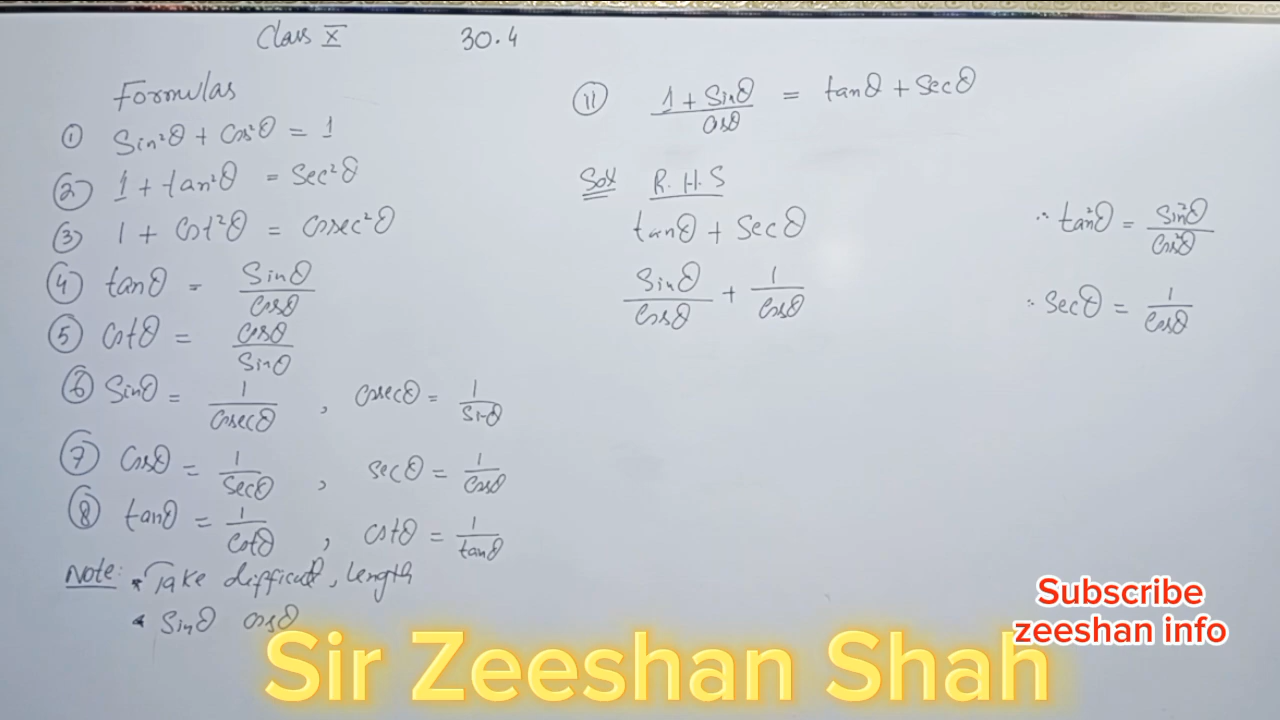 Class X 30.4
Formulas
① Sin²θ + Cos²θ = 1
② 1 + tan²θ = Sec²θ
③ 1 + Cot²θ = Cosec²θ
④ tanθ = Sinθ/Cosθ
⑤ Cotθ = Cosθ/Sinθ
⑥ Sinθ = 1/Cosecθ , Cosecθ = 1/Sinθ
⑦ Cosθ = 1/Secθ , Secθ = 1/Cosθ
⑧ tanθ = 1/Cotθ , Cotθ = 1/tanθ
Note: * Take difficult, length
* Sinθ Cosθ
⑪ 1 + Sinθ/Cosθ = tanθ + Secθ
Sol R.H.S
tanθ + Secθ
Sinθ/Cosθ + 1/Cosθ
∵ tan²θ = Sin²θ/Cos²θ
∵ Secθ = 1/Cosθ
Subscribe
zeeshan info
Sir Zeeshan Shah